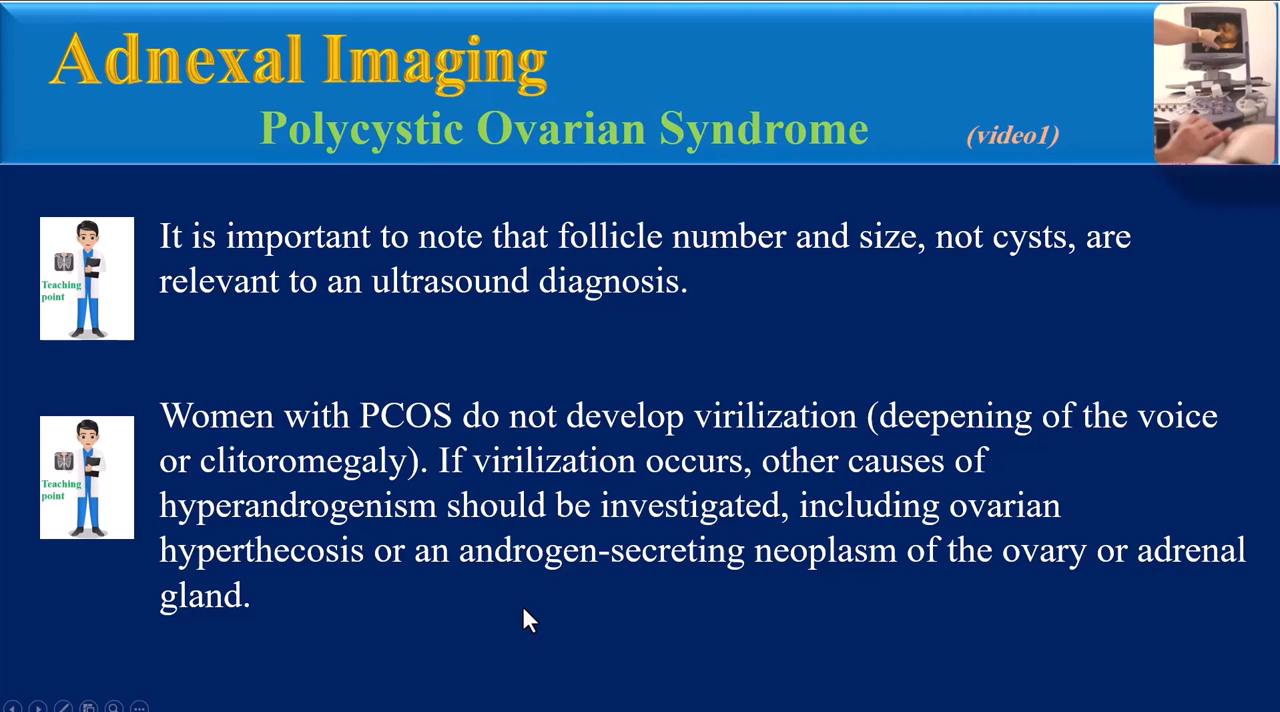 Adnexal Imaging
Polycystic Ovarian Syndrome (video1)
It is important to note that follicle number and size, not cysts, are
relevant to an ultrasound diagnosis.
Teaching
point
Women with PCOS do not develop virilization (deepening of the voice
or clitoromegaly). If virilization occurs, other causes of
hyperandrogenism should be investigated, including ovarian
hyperthecosis or an androgen-secreting neoplasm of the ovary or adrenal
gland.
Teaching
point